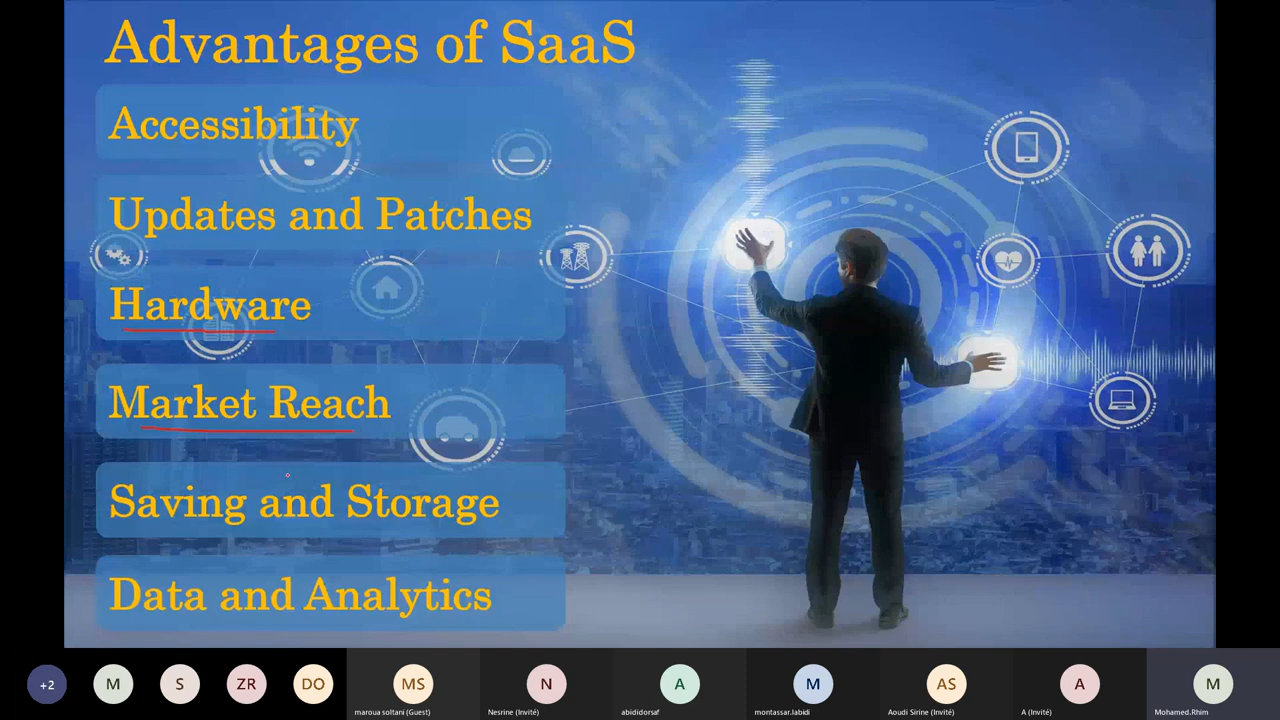 Advantages of SaaS
Accessibility
Updates and Patches
Hardware
Market Reach
Saving and Storage
Data and Analytics
+2
M
S
ZR
DO
MS
N
A
M
AS
A
M
maroua soltani (Guest)
Nesrine (Invité)
abididorsaf
montassar.labidi
Aoudi Sirine (Invité)
A (Invité)
Mohamed.Rhim